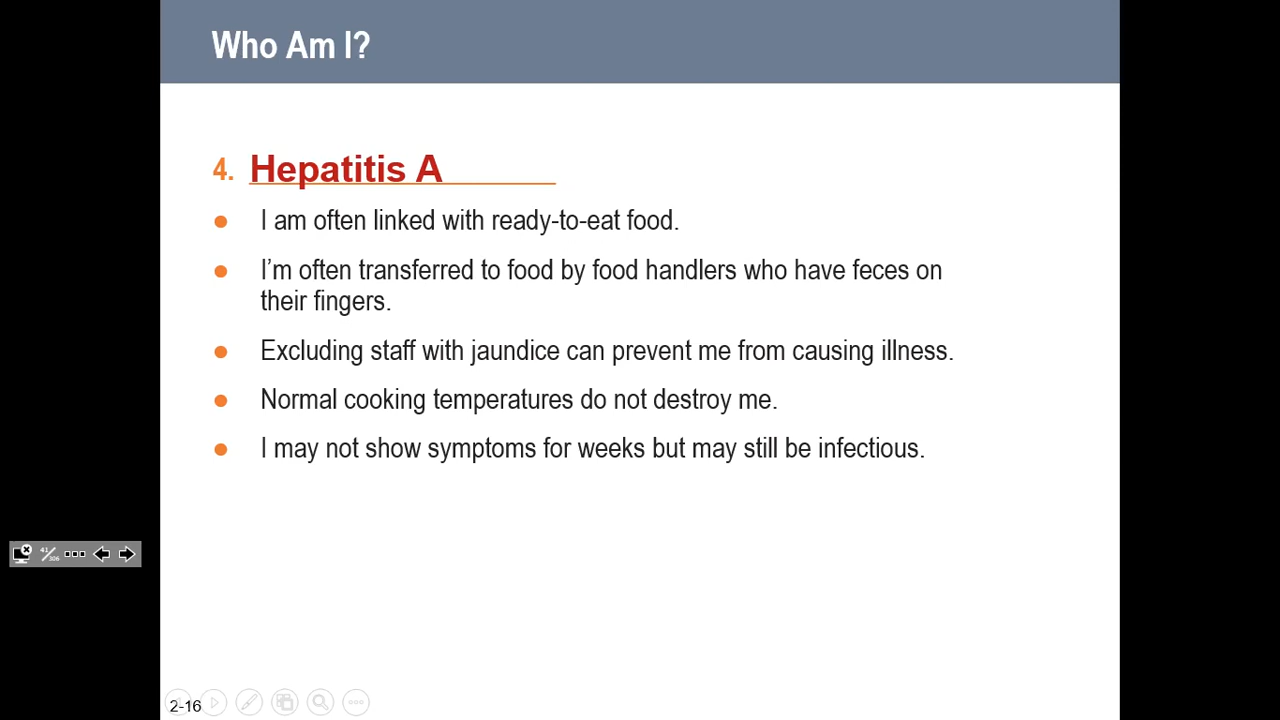 Who Am I?
4. Hepatitis A
● I am often linked with ready-to-eat food.
● I’m often transferred to food by food handlers who have feces on
their fingers.
● Excluding staff with jaundice can prevent me from causing illness.
● Normal cooking temperatures do not destroy me.
● I may not show symptoms for weeks but may still be infectious.
41/306
2-16